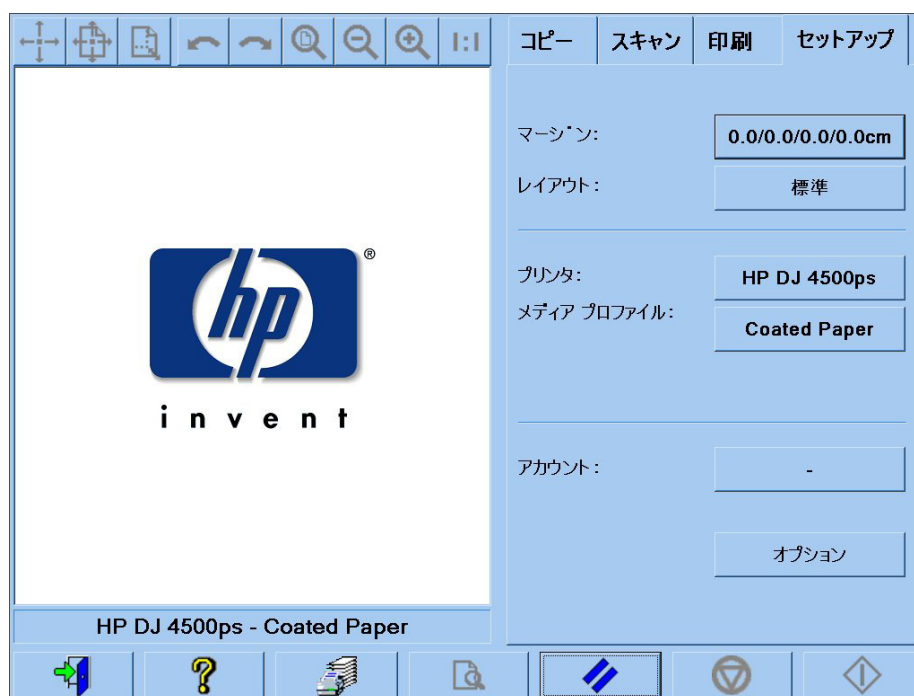 1:1
コピー
スキャン
印刷
セットアップ
マージン:
0.0/0.0/0.0/0.0cm
レイアウト:
標準
プリンタ:
HP DJ 4500ps
メディア プロファイル:
Coated Paper
アカウント:
-
オプション
hp
®
invent
HP DJ 4500ps - Coated Paper
?